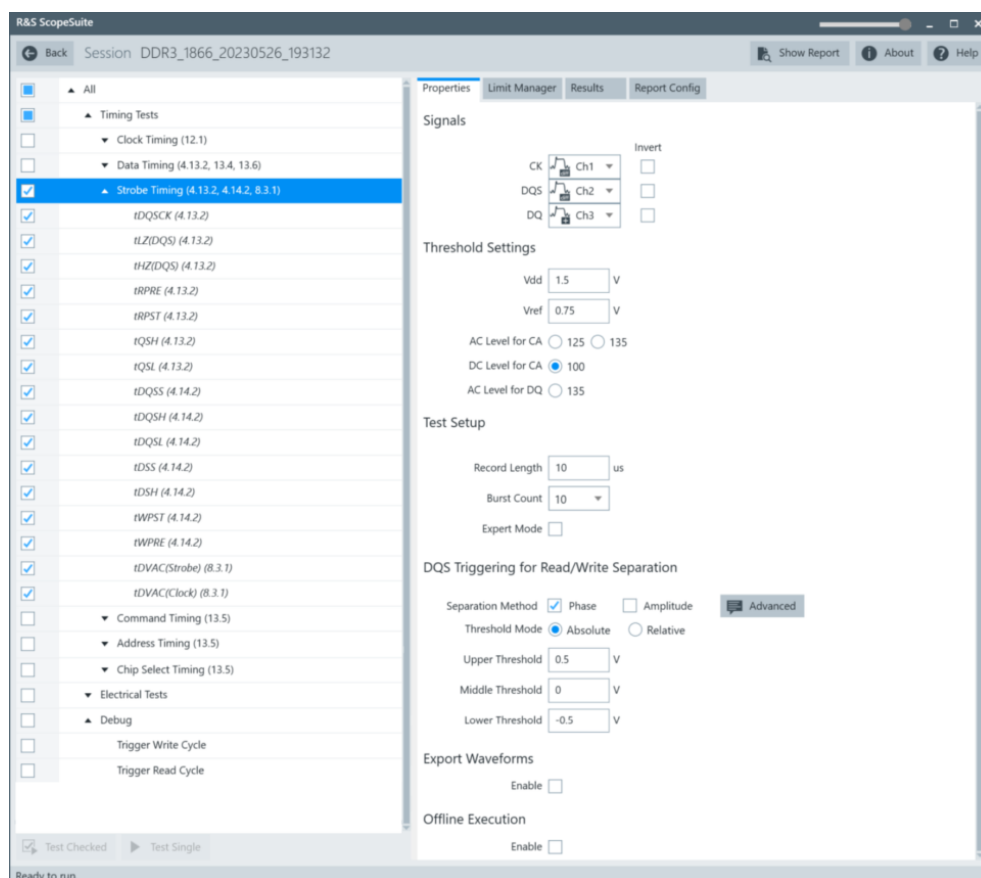 R&S ScopeSuite
Back Session DDR3_1866_20230526_193132 Show Report About Help
All
Timing Tests
Clock Timing (12.1)
Data Timing (4.13.2, 13.4, 13.6)
Strobe Timing (4.13.2, 4.14.2, 8.3.1)
tDQSCK (4.13.2)
tLZ(DQS) (4.13.2)
tHZ(DQS) (4.13.2)
tRPRE (4.13.2)
tRPST (4.13.2)
tQSH (4.13.2)
tQSL (4.13.2)
tDQSS (4.14.2)
tDQSH (4.14.2)
tDQSL (4.14.2)
tDSS (4.14.2)
tDSH (4.14.2)
tWPST (4.14.2)
tWPRE (4.14.2)
tDVAC(Strobe) (8.3.1)
tDVAC(Clock) (8.3.1)
Command Timing (13.5)
Address Timing (13.5)
Chip Select Timing (13.5)
Electrical Tests
Debug
Trigger Write Cycle
Trigger Read Cycle
Test Checked Test Single
Properties Limit Manager Results Report Config
Signals
Invert
CK Ch1
DQS Ch2
DQ Ch3
Threshold Settings
Vdd 1.5 V
Vref 0.75 V
AC Level for CA 125 135
DC Level for CA 100
AC Level for DQ 135
Test Setup
Record Length 10 us
Burst Count 10
Expert Mode
DQS Triggering for Read/Write Separation
Separation Method Phase Amplitude Advanced
Threshold Mode Absolute Relative
Upper Threshold 0.5 V
Middle Threshold 0 V
Lower Threshold -0.5 V
Export Waveforms
Enable
Offline Execution
Enable
Ready to run